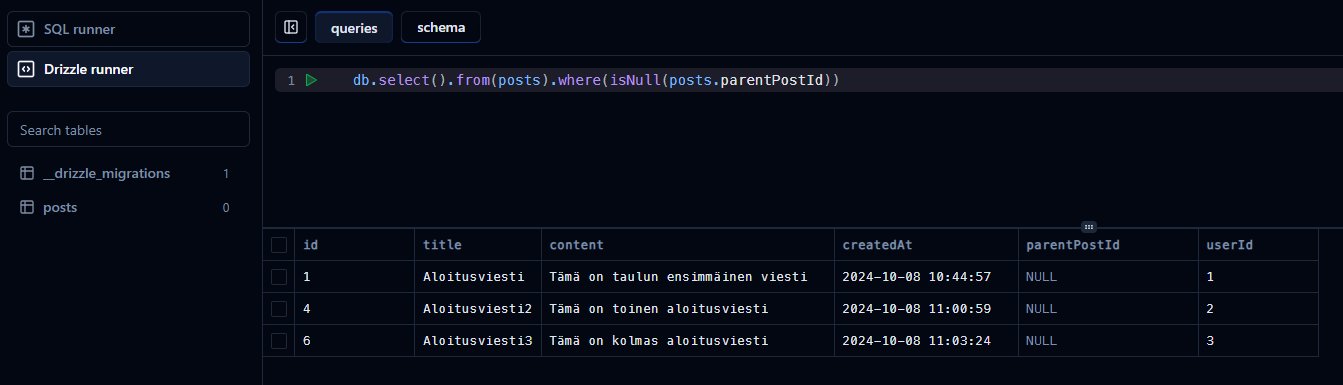 SQL runner
Drizzle runner
Search tables
__drizzle_migrations 1
posts 0
queries schema
1 db.select().from(posts).where(isNull(posts.parentPostId))
id title content createdAt parentPostId userId
1 Aloitusviesti Tämä on taulun ensimmäinen viesti 2024-10-08 10:44:57 NULL 1
4 Aloitusviesti2 Tämä on toinen aloitusviesti 2024-10-08 11:00:59 NULL 2
6 Aloitusviesti3 Tämä on kolmas aloitusviesti 2024-10-08 11:03:24 NULL 3